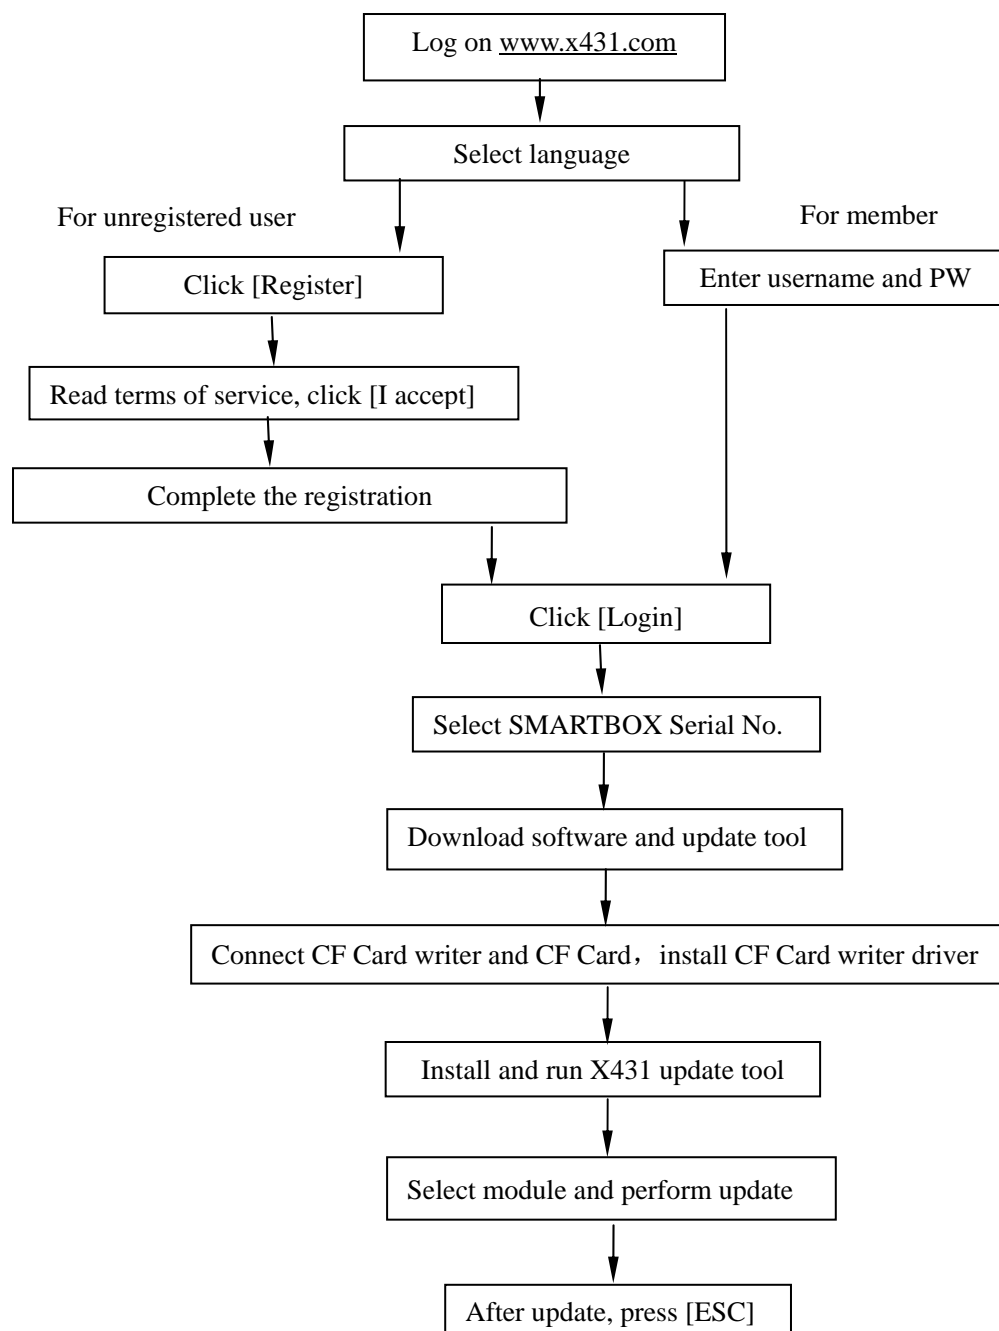 Log on www.x431.com
Select language
For unregistered user
For member
Click [Register]
Enter username and PW
Read terms of service, click [I accept]
Complete the registration
Click [Login]
Select SMARTBOX Serial No.
Download software and update tool
Connect CF Card writer and CF Card，install CF Card writer driver
Install and run X431 update tool
Select module and perform update
After update, press [ESC]